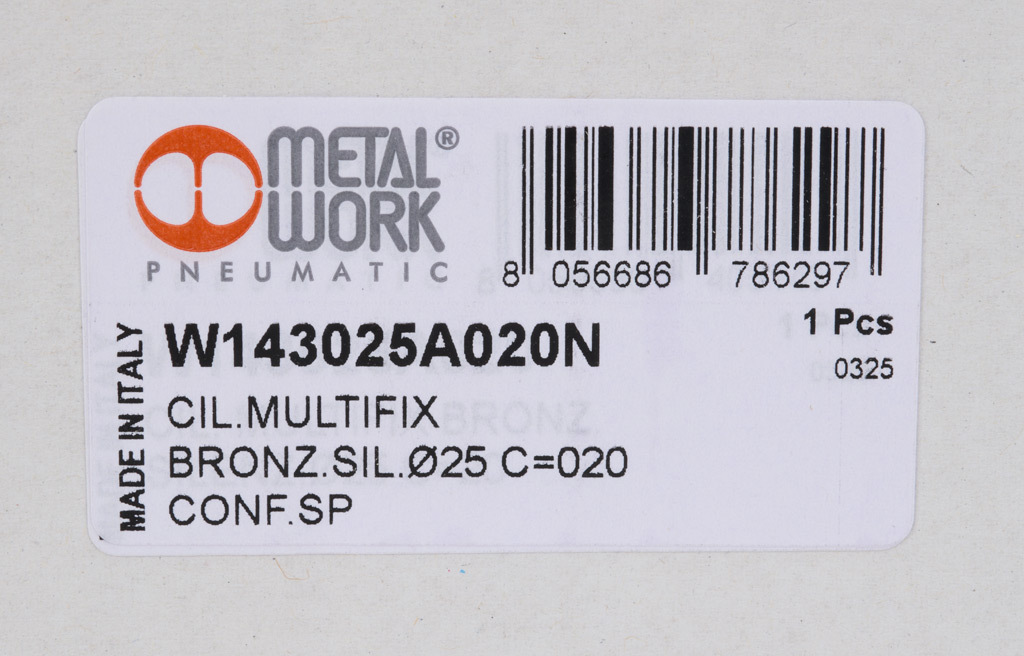 METAL®
WORK
PNEUMATIC
8 056686 786297
W143025A020N
1 Pcs
0325
CIL.MULTIFIX
BRONZ.SIL.Ø25 C=020
CONF.SP
MADE IN ITALY